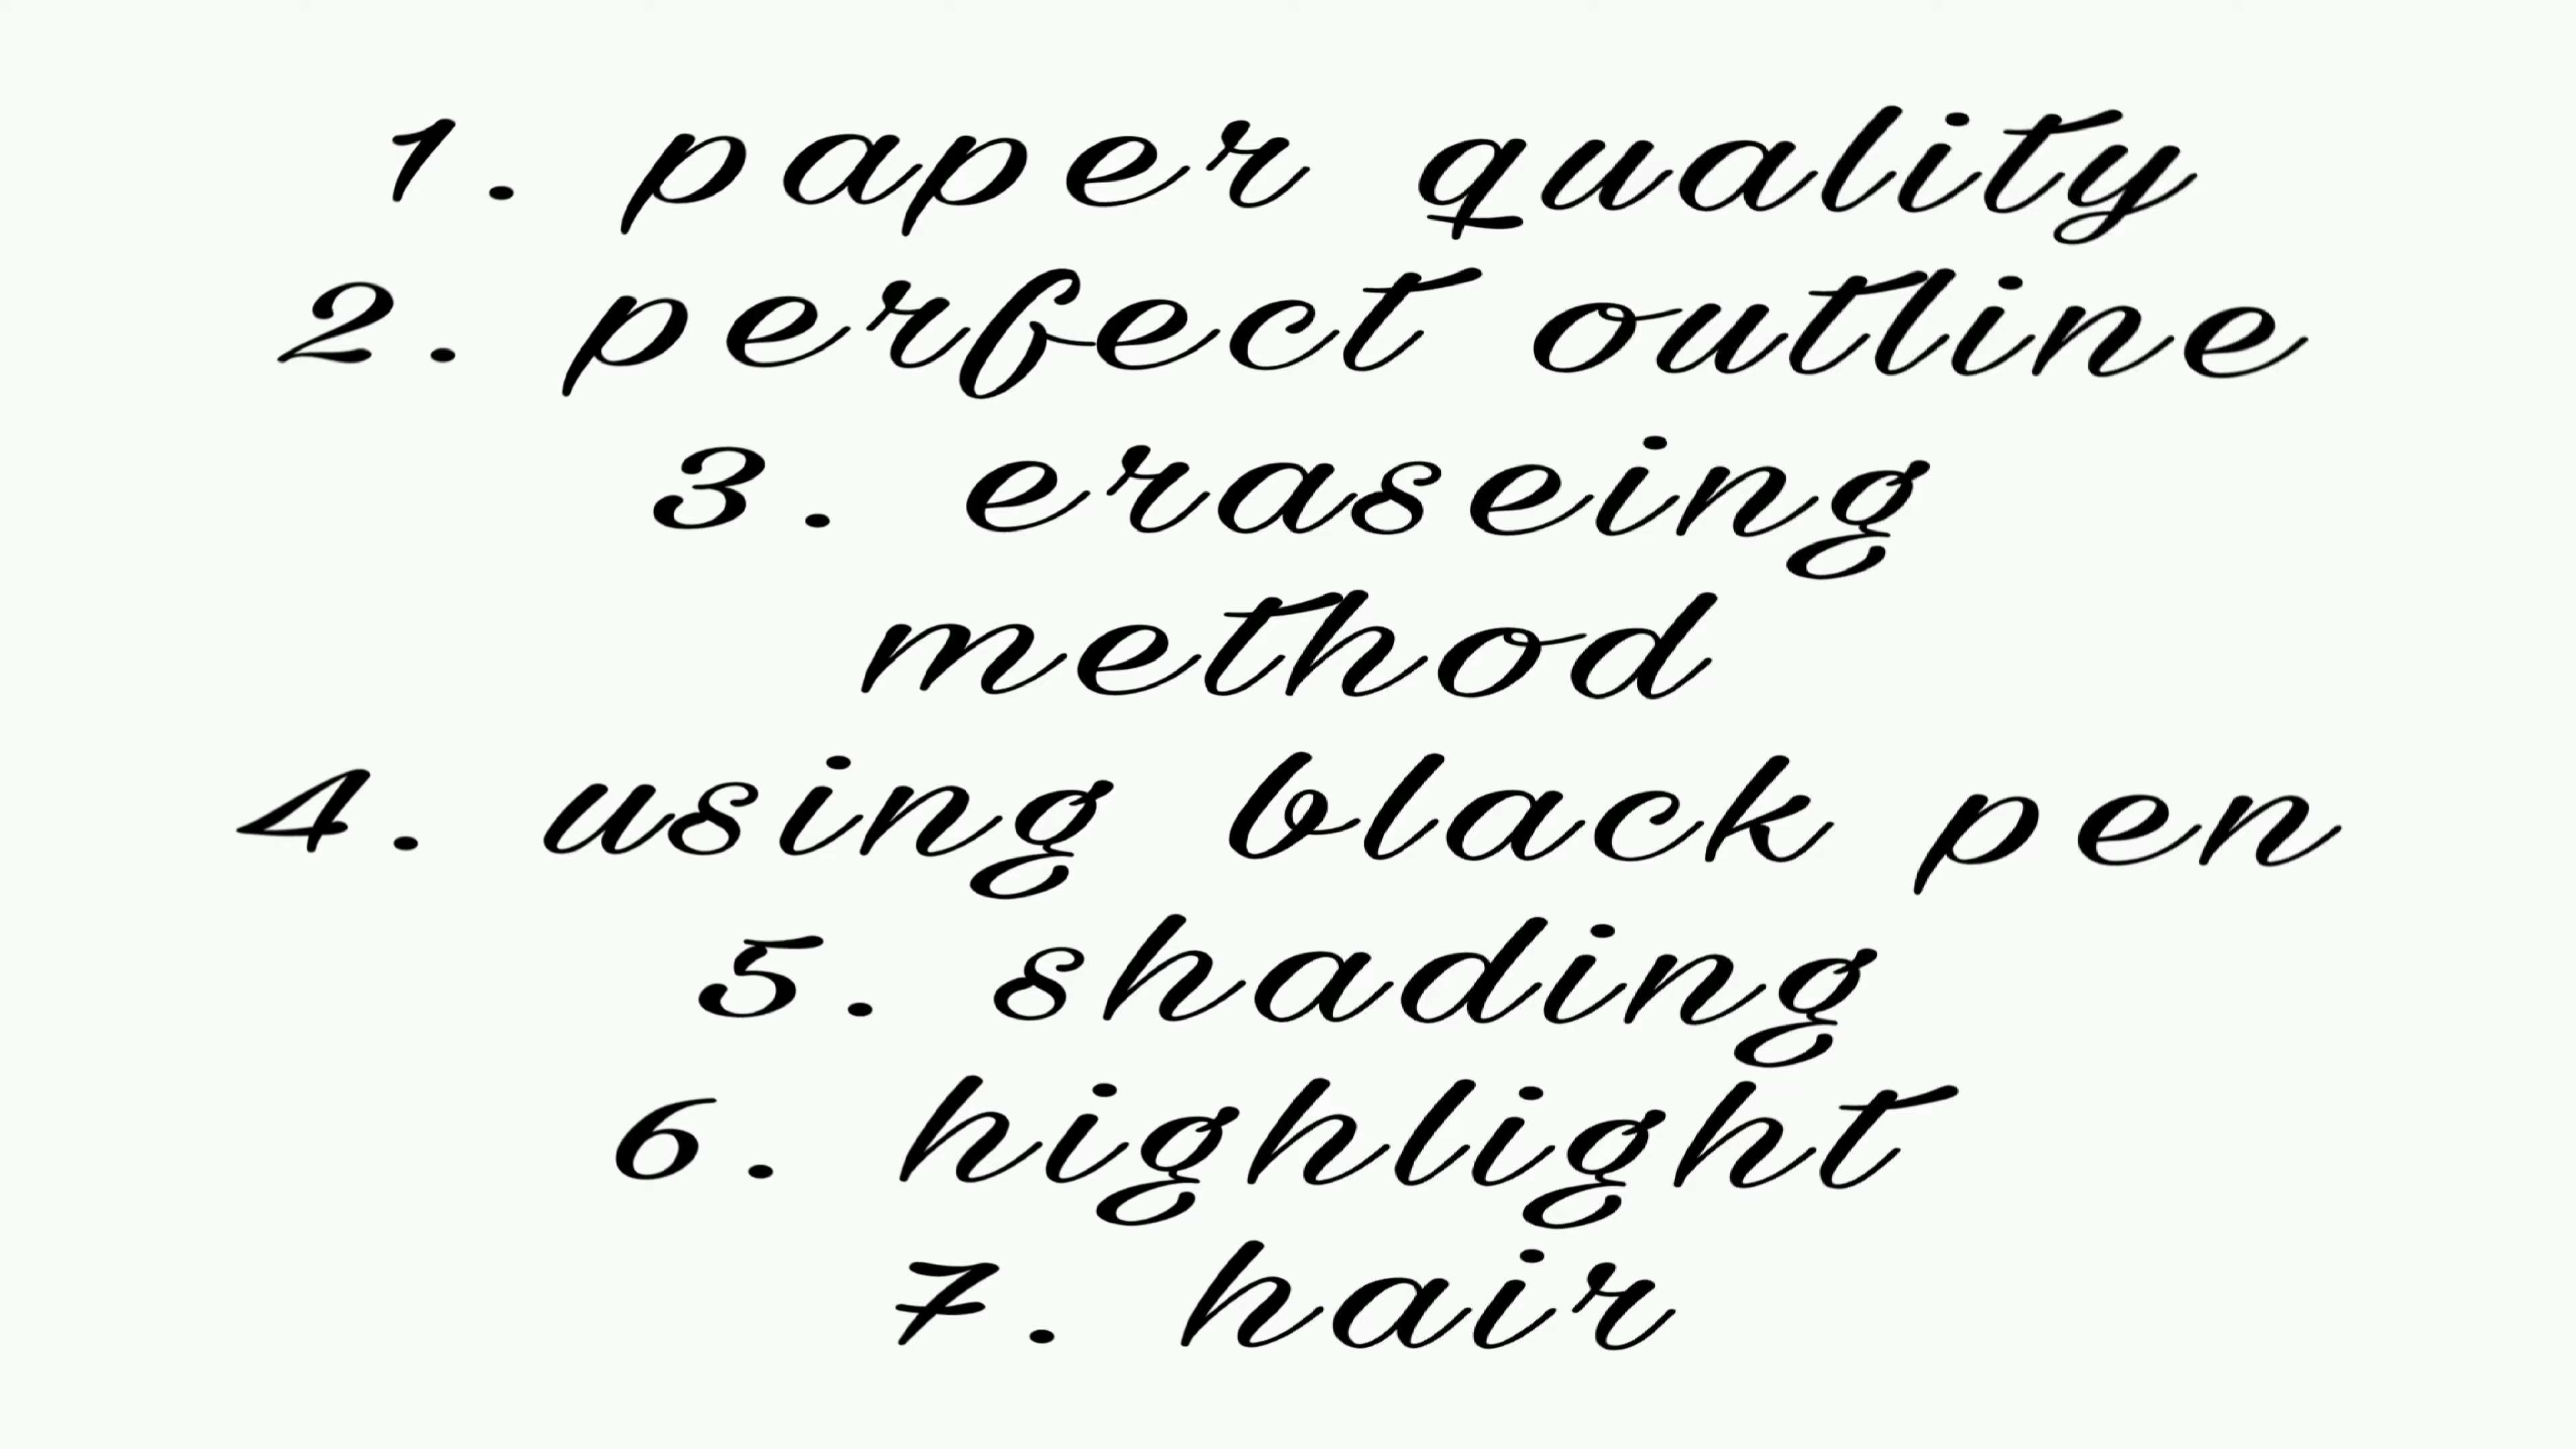 1. paper quality
2. perfect outline
3. eraseing
method
4. using black pen
5. shading
6. highlight
7. hair